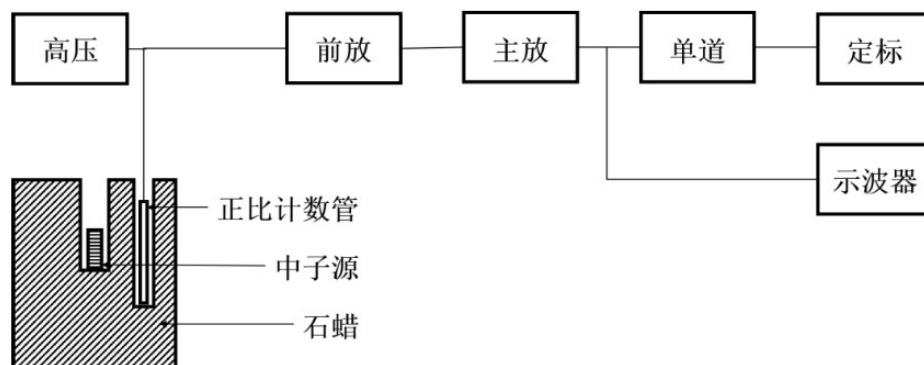 高压
前放
主放
单道
定标
示波器
正比计数管
中子源
石蜡